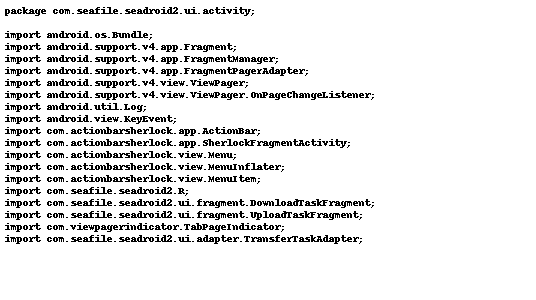 package com.seafile.seadroid2.ui.activity;

import android.os.Bundle;
import android.support.v4.app.Fragment;
import android.support.v4.app.FragmentManager;
import android.support.v4.app.FragmentPagerAdapter;
import android.support.v4.view.ViewPager;
import android.support.v4.view.ViewPager.OnPageChangeListener;
import android.util.Log;
import android.view.KeyEvent;
import com.actionbarsherlock.app.ActionBar;
import com.actionbarsherlock.app.SherlockFragmentActivity;
import com.actionbarsherlock.view.Menu;
import com.actionbarsherlock.view.MenuInflater;
import com.actionbarsherlock.view.MenuItem;
import com.seafile.seadroid2.R;
import com.seafile.seadroid2.ui.fragment.DownloadTaskFragment;
import com.seafile.seadroid2.ui.fragment.UploadTaskFragment;
import com.viewpagerindicator.TabPageIndicator;
import com.seafile.seadroid2.ui.adapter.TransferTaskAdapter;